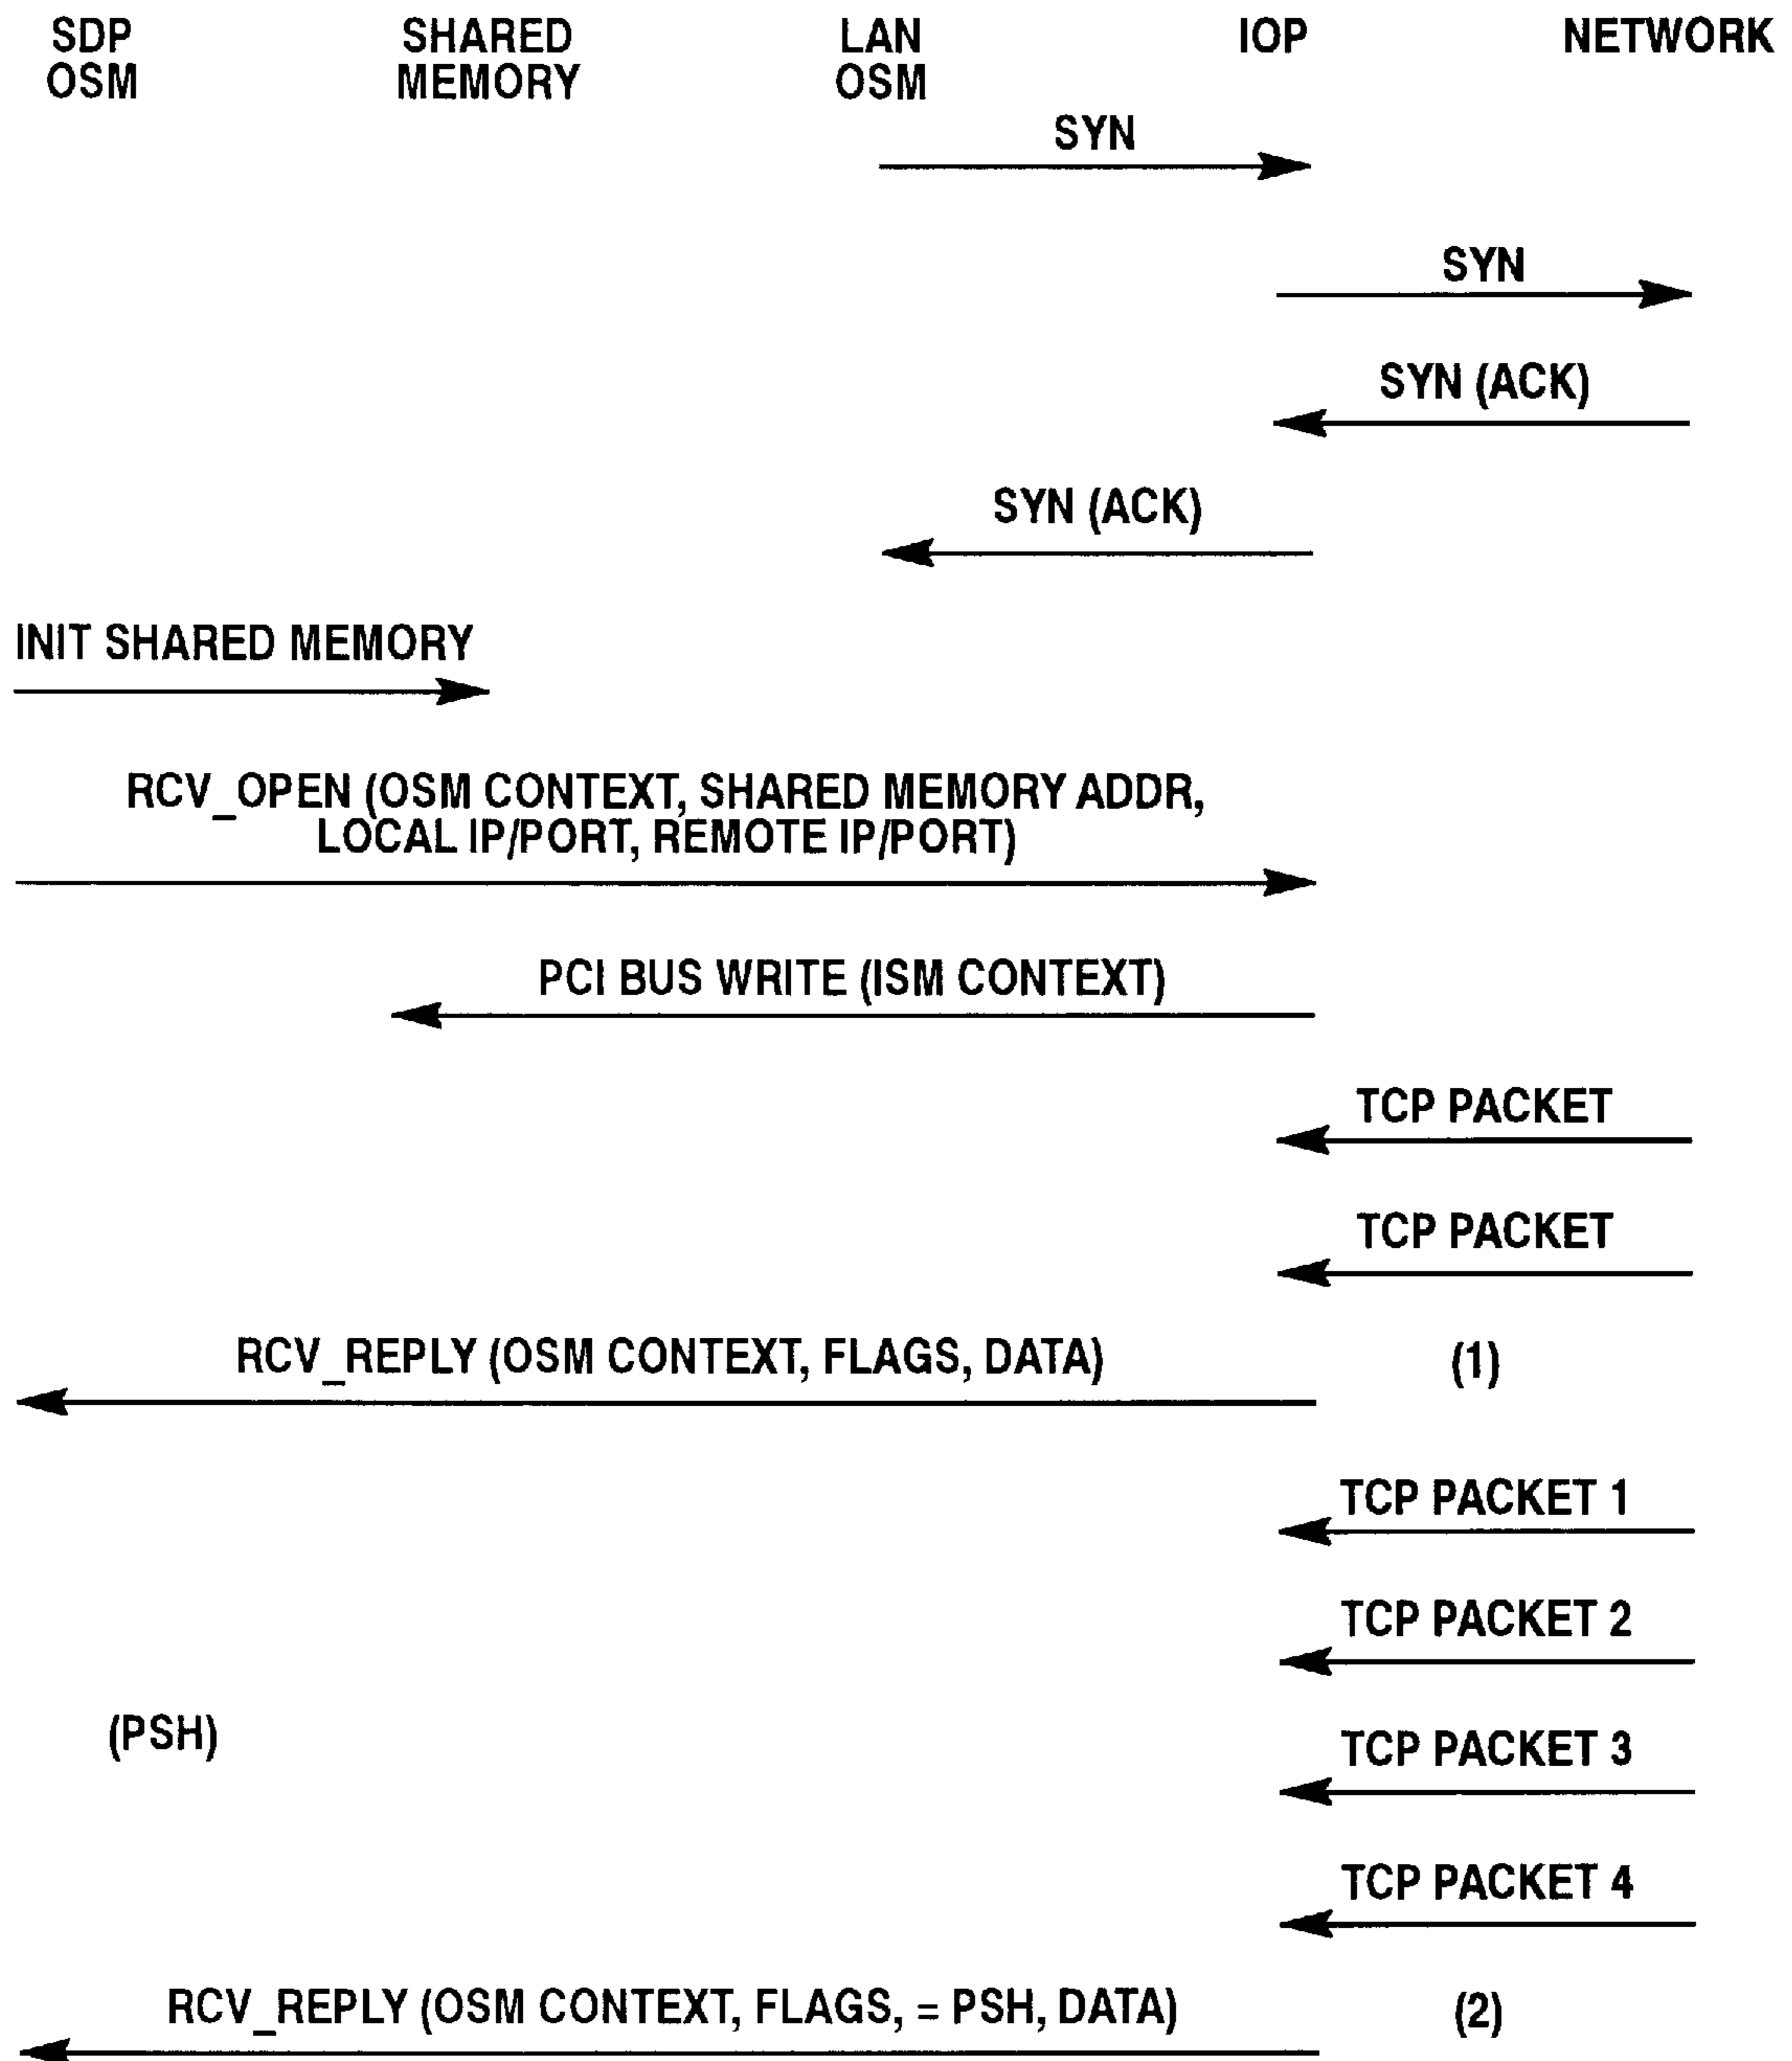 SDP OSM
SHARED MEMORY
LAN OSM
IOP
NETWORK
SYN
SYN
SYN (ACK)
SYN (ACK)
INIT SHARED MEMORY
RCV_OPEN (OSM CONTEXT, SHARED MEMORY ADDR,
LOCAL IP/PORT, REMOTE IP/PORT)
PCI BUS WRITE (ISM CONTEXT)
TCP PACKET
TCP PACKET
RCV_REPLY (OSM CONTEXT, FLAGS, DATA)
(1)
TCP PACKET 1
TCP PACKET 2
(PSH)
TCP PACKET 3
TCP PACKET 4
RCV_REPLY (OSM CONTEXT, FLAGS, = PSH, DATA)
(2)